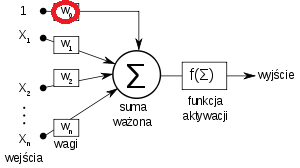 1
w₀
X₁
w₁
X₂
w₂
Xₙ
wₙ
wejścia
wagi
Σ
suma
ważona
f(Σ)
funkcja
aktywacji
wyjście